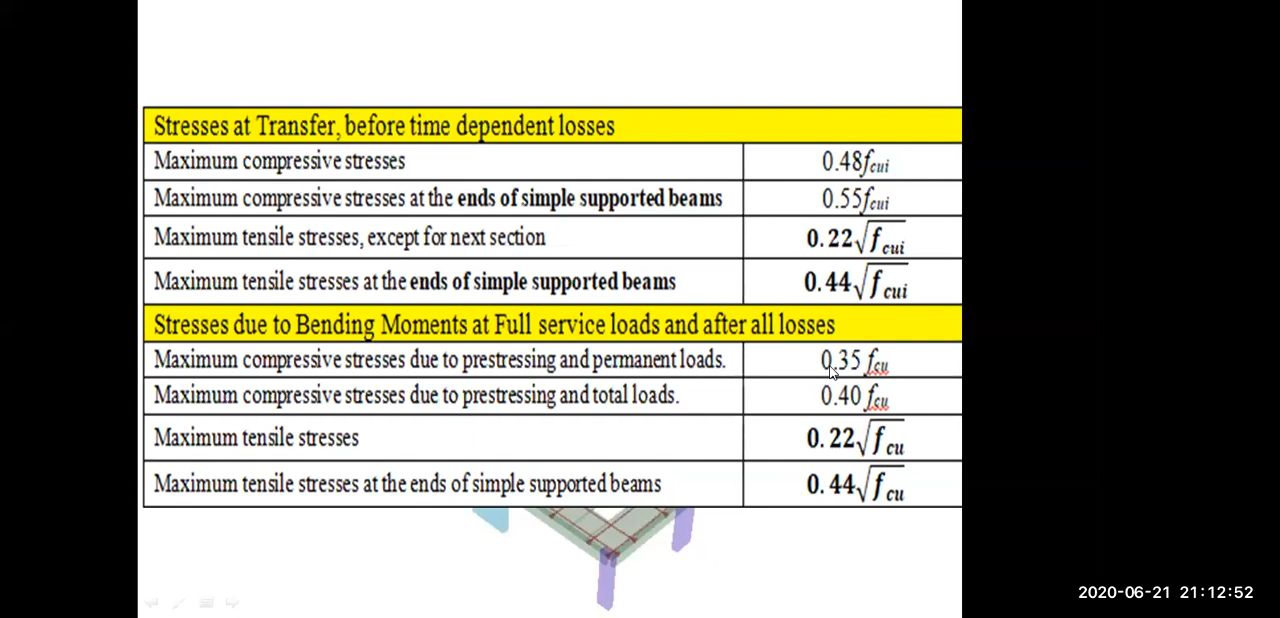 Stresses at Transfer, before time dependent losses
Maximum compressive stresses 0.48fcui
Maximum compressive stresses at the ends of simple supported beams 0.55fcui
Maximum tensile stresses, except for next section 0.22√fcui
Maximum tensile stresses at the ends of simple supported beams 0.44√fcui
Stresses due to Bending Moments at Full service loads and after all losses
Maximum compressive stresses due to prestressing and permanent loads. 0.35 fcu
Maximum compressive stresses due to prestressing and total loads. 0.40 fcu
Maximum tensile stresses 0.22√fcu
Maximum tensile stresses at the ends of simple supported beams 0.44√fcu
2020-06-21 21:12:52